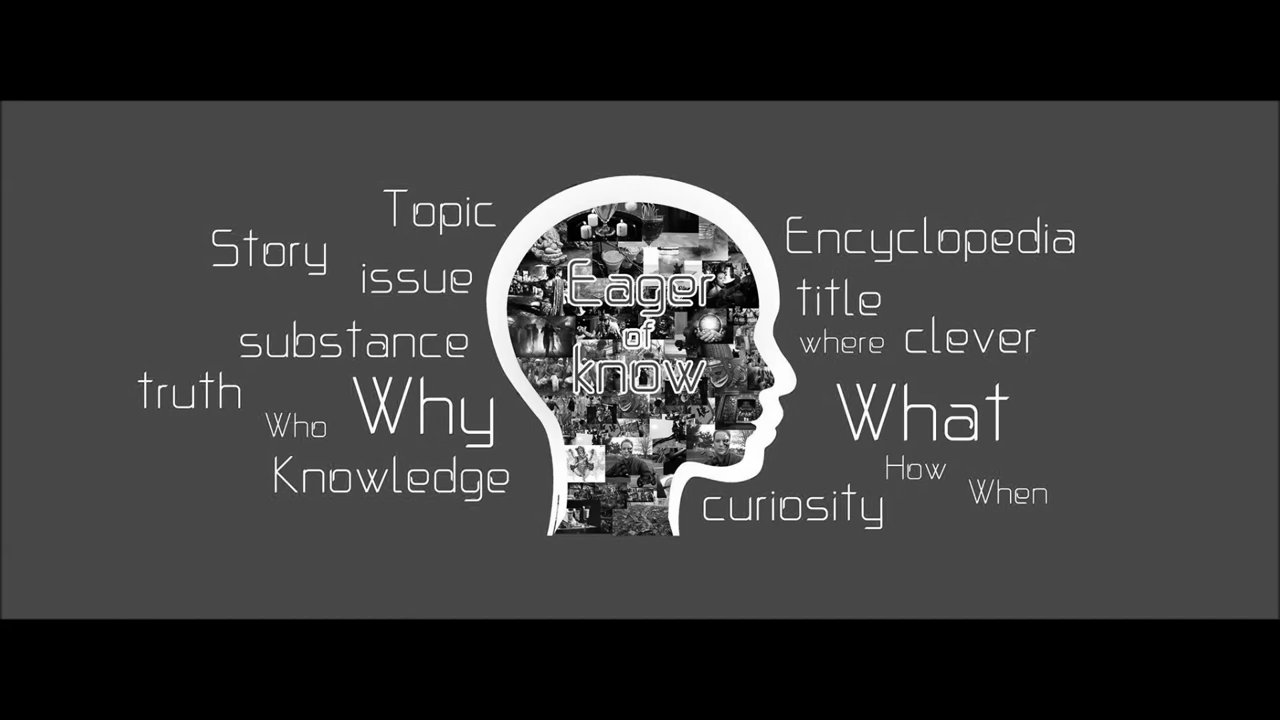 Topic
Story
issue
substance
truth
Who
Why
Knowledge
Eager
of
know
Encyclopedia
title
where
clever
What
How
When
curiosity